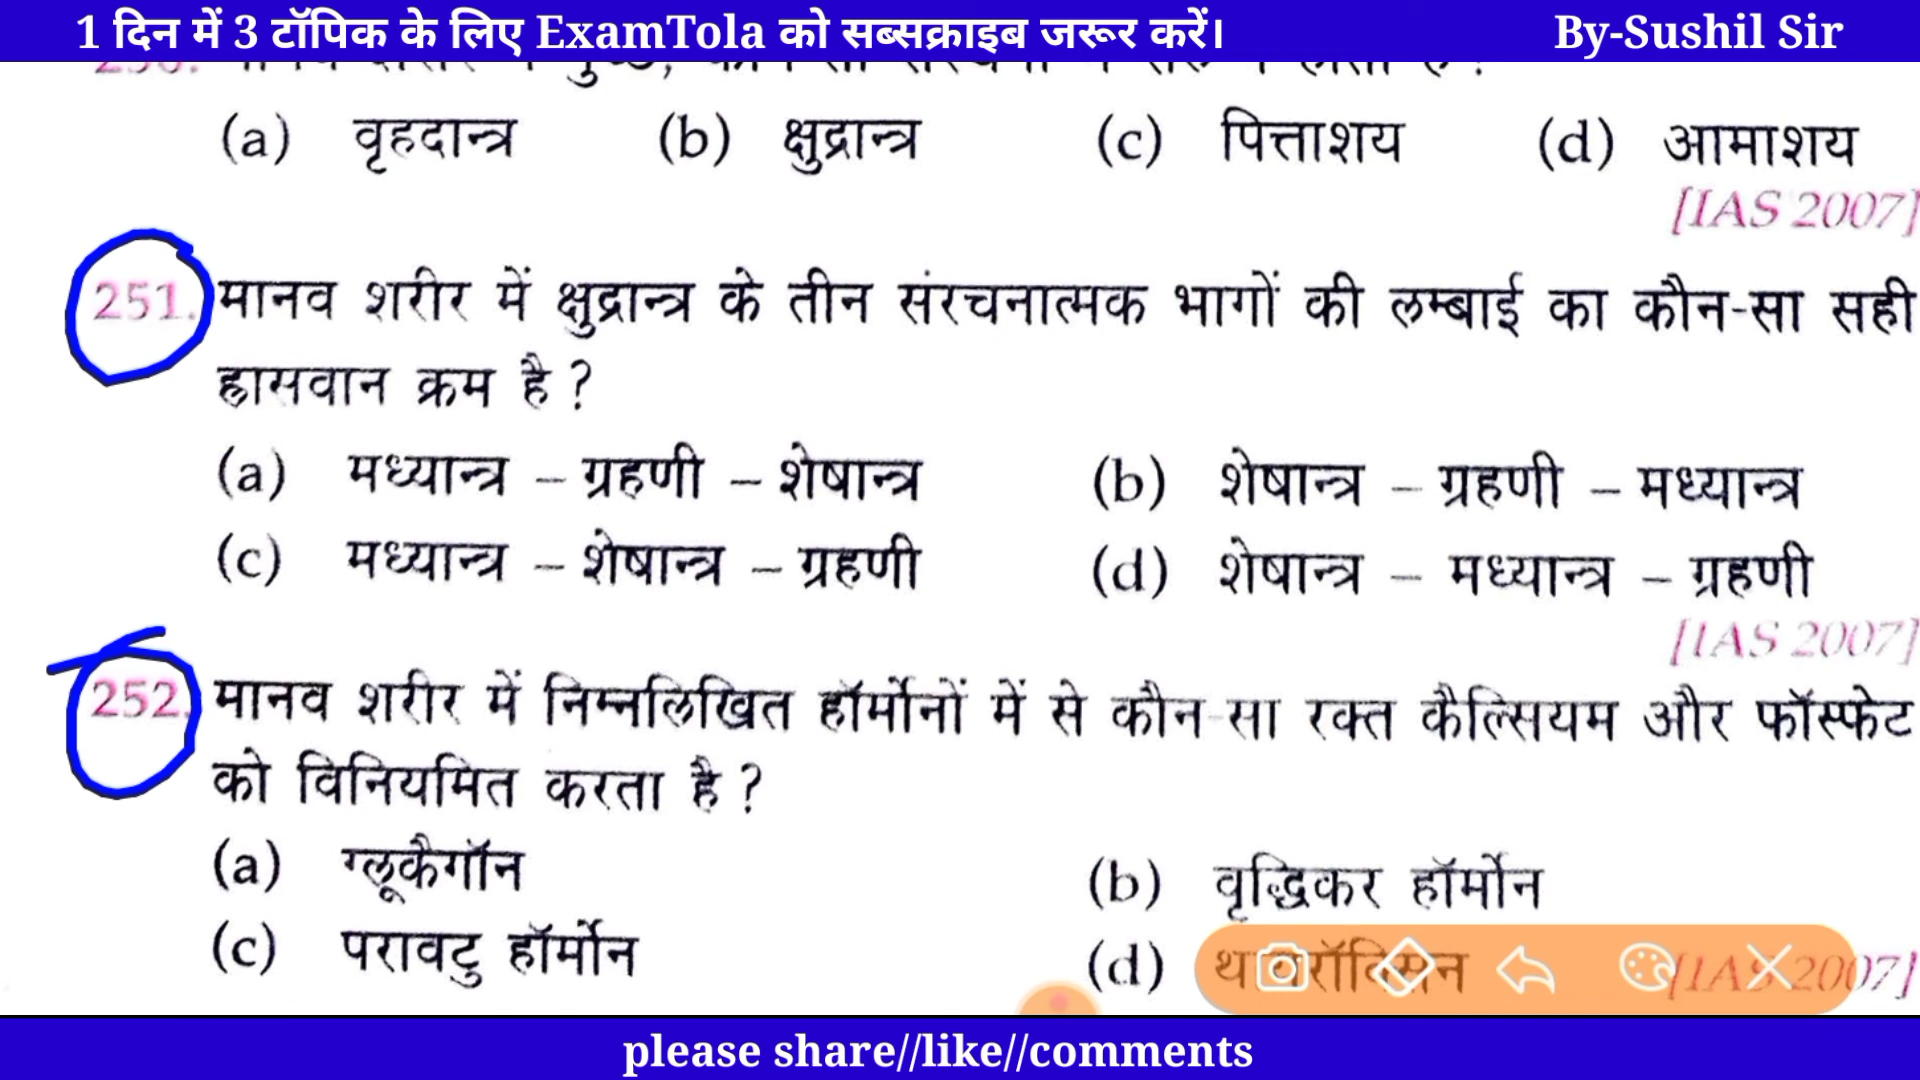 1 दिन में 3 टॉपिक के लिए ExamTola को सब्सक्राइब जरूर करें। By-Sushil Sir
(a) वृहदान्त्र (b) क्षुद्रान्त्र (c) पित्ताशय (d) आमाशय
[IAS 2007]
251. मानव शरीर में क्षुद्रान्त्र के तीन संरचनात्मक भागों की लम्बाई का कौन-सा सही
ह्रासवान क्रम है ?
(a) मध्यान्त्र – ग्रहणी – शेषान्त्र (b) शेषान्त्र – ग्रहणी – मध्यान्त्र
(c) मध्यान्त्र – शेषान्त्र – ग्रहणी (d) शेषान्त्र – मध्यान्त्र – ग्रहणी
[IAS 2007]
252. मानव शरीर में निम्नलिखित हॉर्मोनों में से कौन-सा रक्त कैल्सियम और फॉस्फेट
को विनियमित करता है ?
(a) ग्लूकैगॉन (b) वृद्धिकर हॉर्मोन
(c) परावटु हॉर्मोन (d) [IAS 2007]
please share//like//comments